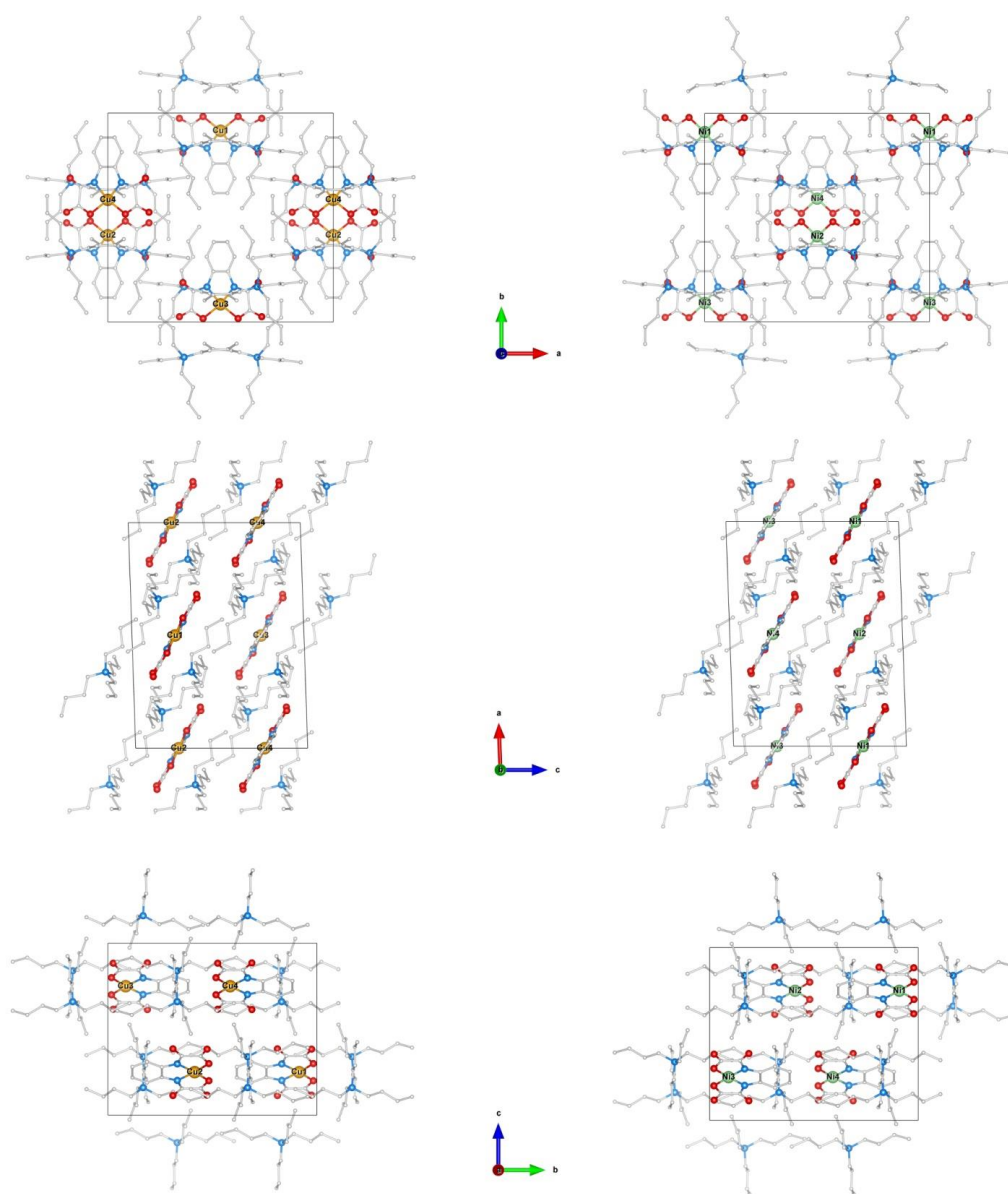 Cu1
Ni1 Ni1
Cu4 Cu4
Ni4
Cu2 Cu2
Ni2
Cu3
Ni3 Ni3
b
a
Cu2 Cu4
Ni3 Ni1
Cu1 Cu3
Ni4 Ni2
Cu2 Cu4
Ni3 Ni1
a
b
c
Cu3 Cu4
Ni2 Ni1
Cu2 Cu1
Ni3 Ni4
c
b